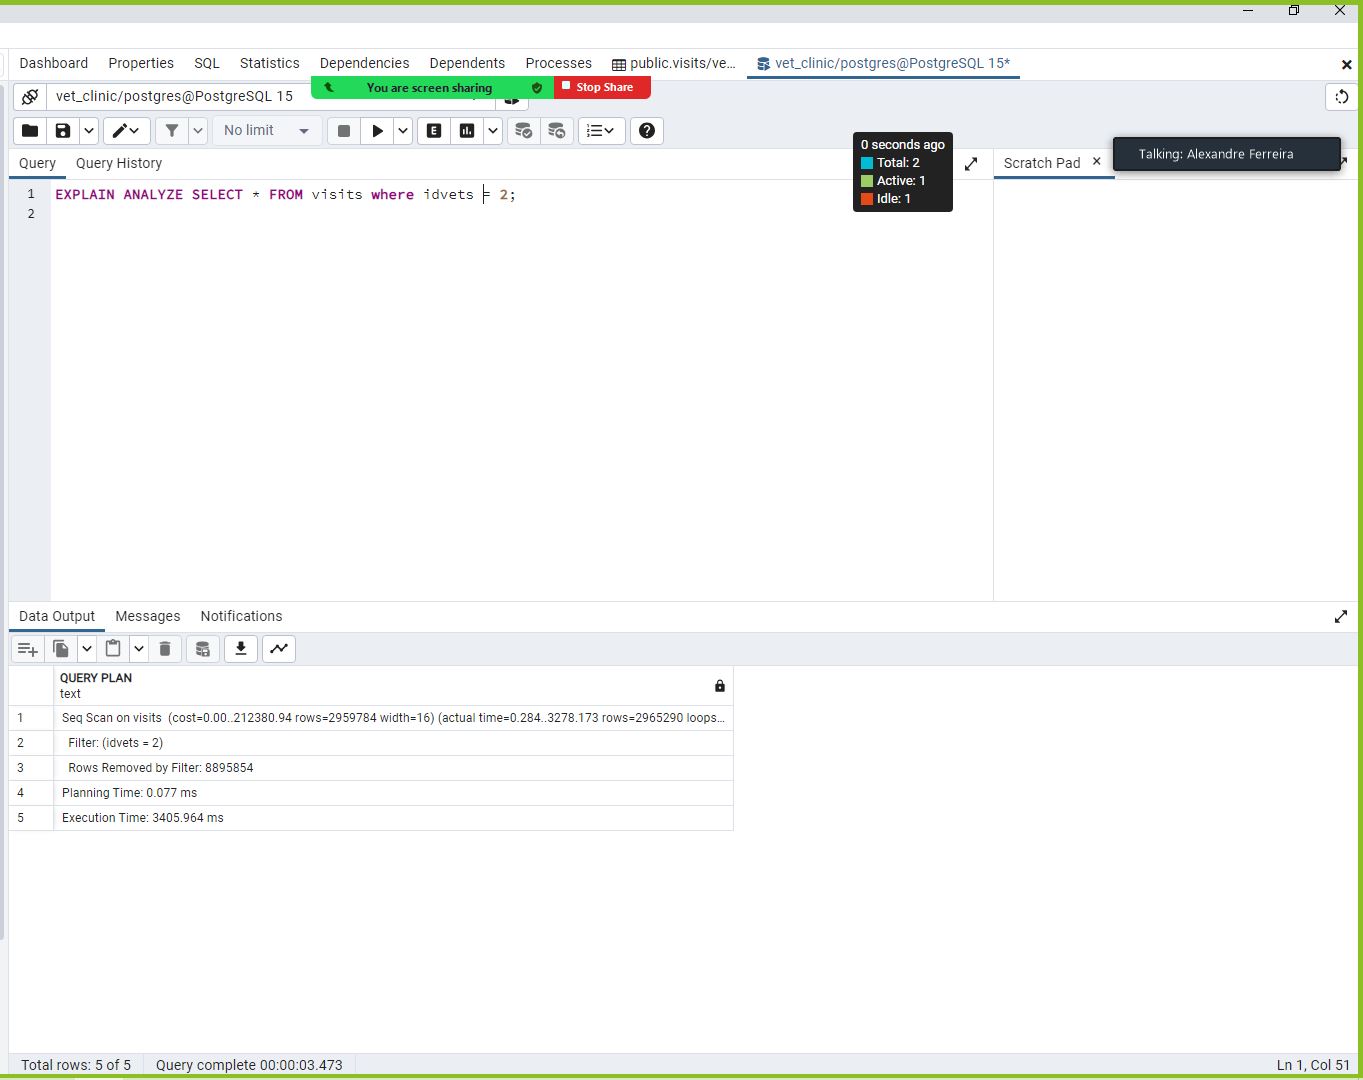 Dashboard Properties SQL Statistics Dependencies Dependents Processes public.visits/ve... vet_clinic/postgres@PostgreSQL 15*
You are screen sharing Stop Share
vet_clinic/postgres@PostgreSQL 15
No limit E
0 seconds ago
Total: 2
Active: 1
Idle: 1
Talking: Alexandre Ferreira
Query Query History Scratch Pad
1 EXPLAIN ANALYZE SELECT * FROM visits where idvets = 2;
2
Data Output Messages Notifications
QUERY PLAN
text
1 Seq Scan on visits (cost=0.00..212380.94 rows=2959784 width=16) (actual time=0.284..3278.173 rows=2965290 loops...
2 Filter: (idvets = 2)
3 Rows Removed by Filter: 8895854
4 Planning Time: 0.077 ms
5 Execution Time: 3405.964 ms
Total rows: 5 of 5 Query complete 00:00:03.473 Ln 1, Col 51